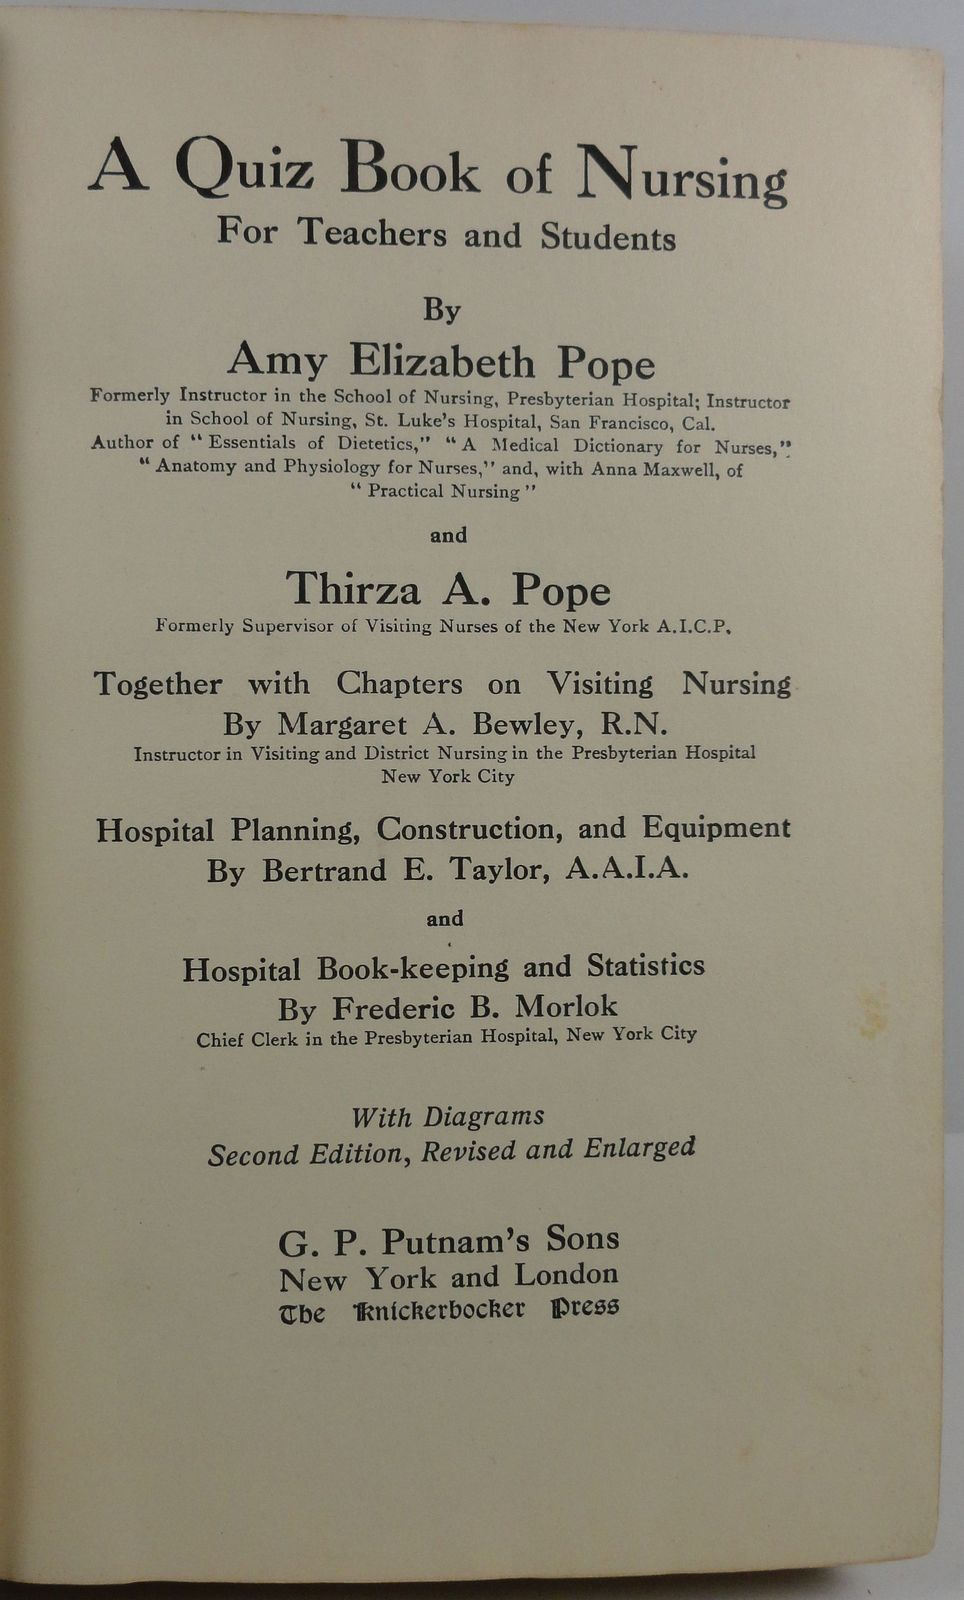 A Quiz Book of Nursing
For Teachers and Students
By
Amy Elizabeth Pope
Formerly Instructor in the School of Nursing, Presbyterian Hospital; Instructor
in School of Nursing, St. Luke's Hospital, San Francisco, Cal.
Author of "Essentials of Dietetics," "A Medical Dictionary for Nurses,"
"Anatomy and Physiology for Nurses," and, with Anna Maxwell, of
"Practical Nursing"
and
Thirza A. Pope
Formerly Supervisor of Visiting Nurses of the New York A.I.C.P.
Together with Chapters on Visiting Nursing
By Margaret A. Bewley, R.N.
Instructor in Visiting and District Nursing in the Presbyterian Hospital
New York City
Hospital Planning, Construction, and Equipment
By Bertrand E. Taylor, A.A.I.A.
and
Hospital Book-keeping and Statistics
By Frederic B. Morlok
Chief Clerk in the Presbyterian Hospital, New York City
With Diagrams
Second Edition, Revised and Enlarged
G. P. Putnam's Sons
New York and London
The Knickerbocker Press